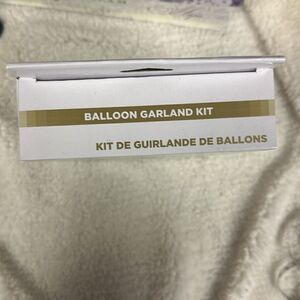 BALLOON GARLAND KIT
KIT DE GUIRLANDE DE BALLONS